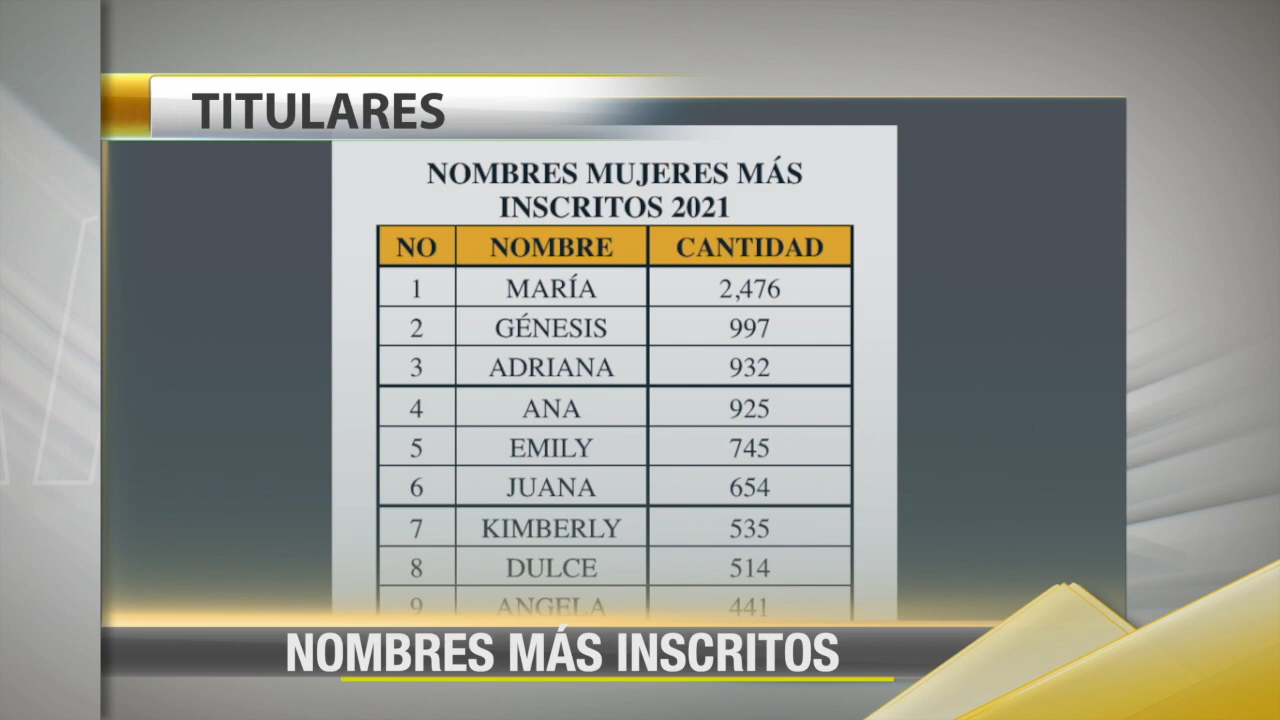 TITULARES
NOMBRES MUJERES MÁS
INSCRITOS 2021
NO NOMBRE CANTIDAD
1 MARÍA 2,476
2 GÉNESIS 997
3 ADRIANA 932
4 ANA 925
5 EMILY 745
6 JUANA 654
7 KIMBERLY 535
8 DULCE 514
9 ANGELA 441
NOMBRES MÁS INSCRITOS